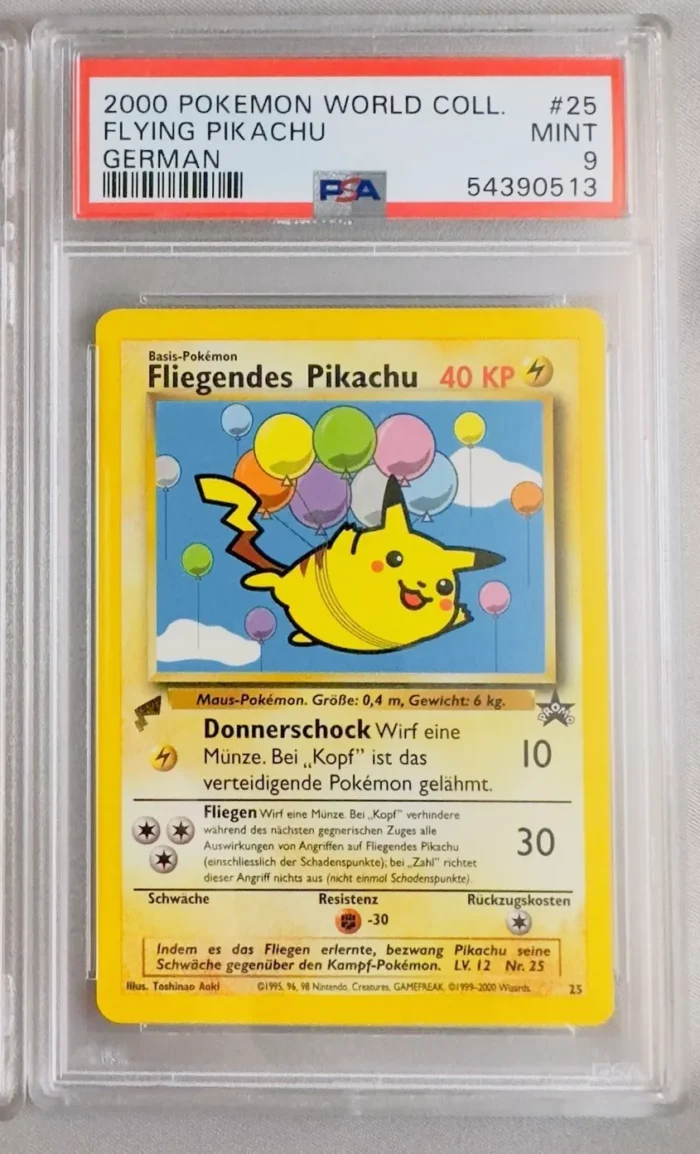 2000 POKEMON WORLD COLL. #25
FLYING PIKACHU MINT
GERMAN 9
PSA 54390513
Basis-Pokémon
Fliegendes Pikachu 40 KP
Maus-Pokémon. Größe: 0,4 m, Gewicht: 6 kg.
PROMO
Donnerschock Wirf eine
Münze. Bei „Kopf” ist das
verteidigende Pokémon gelähmt.
10
Fliegen Wirf eine Münze. Bei „Kopf” verhindere
während des nächsten gegnerischen Zuges alle
Auswirkungen von Angriffen auf Fliegendes Pikachu
(einschliesslich der Schadenspunkte); bei „Zahl” richtet
dieser Angriff nichts aus (nicht einmal Schadenspunkte).
30
Schwäche Resistenz Rückzugskosten
-30
Indem es das Fliegen erlernte, bezwang Pikachu seine
Schwäche gegenüber den Kampf-Pokémon. LV. 12 Nr. 25
Illus. Toshinao Aoki ©1995, 96, 98 Nintendo, Creatures, GAMEFREAK. ©1999-2000 Wizards. 25
PSA